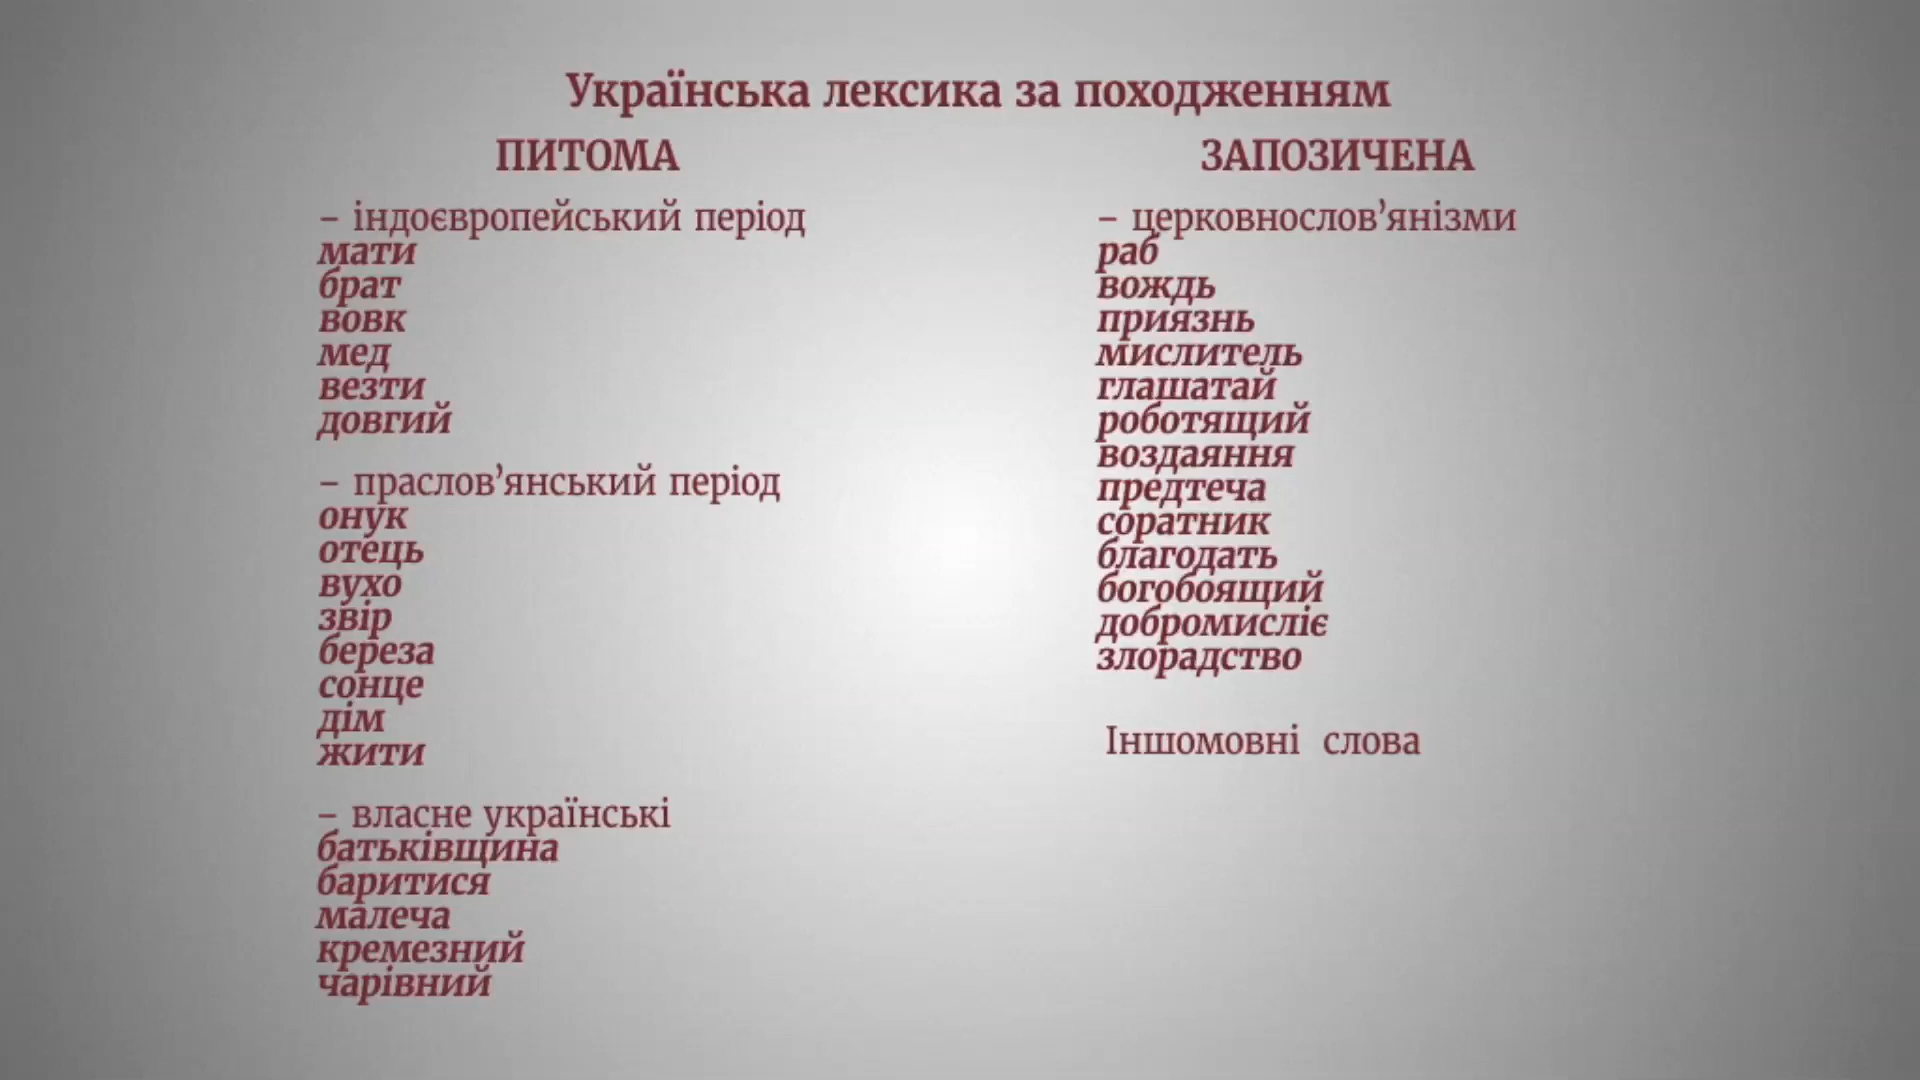 Українська лексика за походженням
ПИТОМА
– індоєвропейський період
мати
брат
вовк
мед
везти
довгий
– праслов’янський період
онук
отець
вухо
звір
береза
сонце
дім
жити
– власне українські
батьківщина
баритися
малеча
кремезний
чарівний
ЗАПОЗИЧЕНА
– церковнослов’янізми
раб
вождь
приязнь
мислитель
глашатай
роботящий
воздаяння
предтеча
соратник
благодать
богобоящий
добромисліє
злорадство
Іншомовні слова